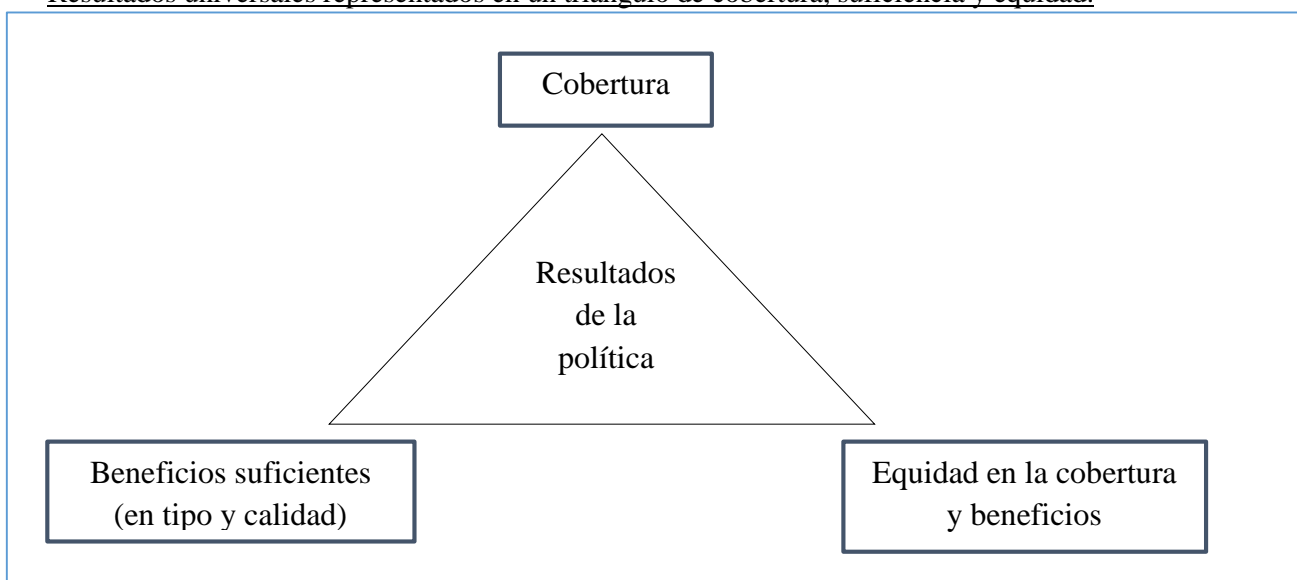 Resultados universales representados en un triángulo de cobertura, suficiencia y equidad.
Cobertura
Resultados
de la
política
Beneficios suficientes
(en tipo y calidad)
Equidad en la cobertura
y beneficios